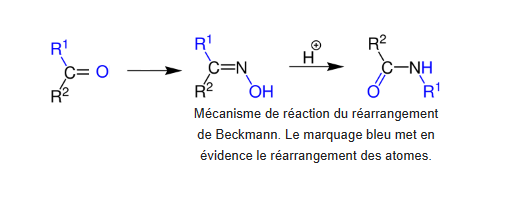 R¹ R¹ R² 
C=O C=N H⊕ C–NH
R² R² OH O R¹
Mécanisme de réaction du réarrangement
de Beckmann. Le marquage bleu met en
évidence le réarrangement des atomes.